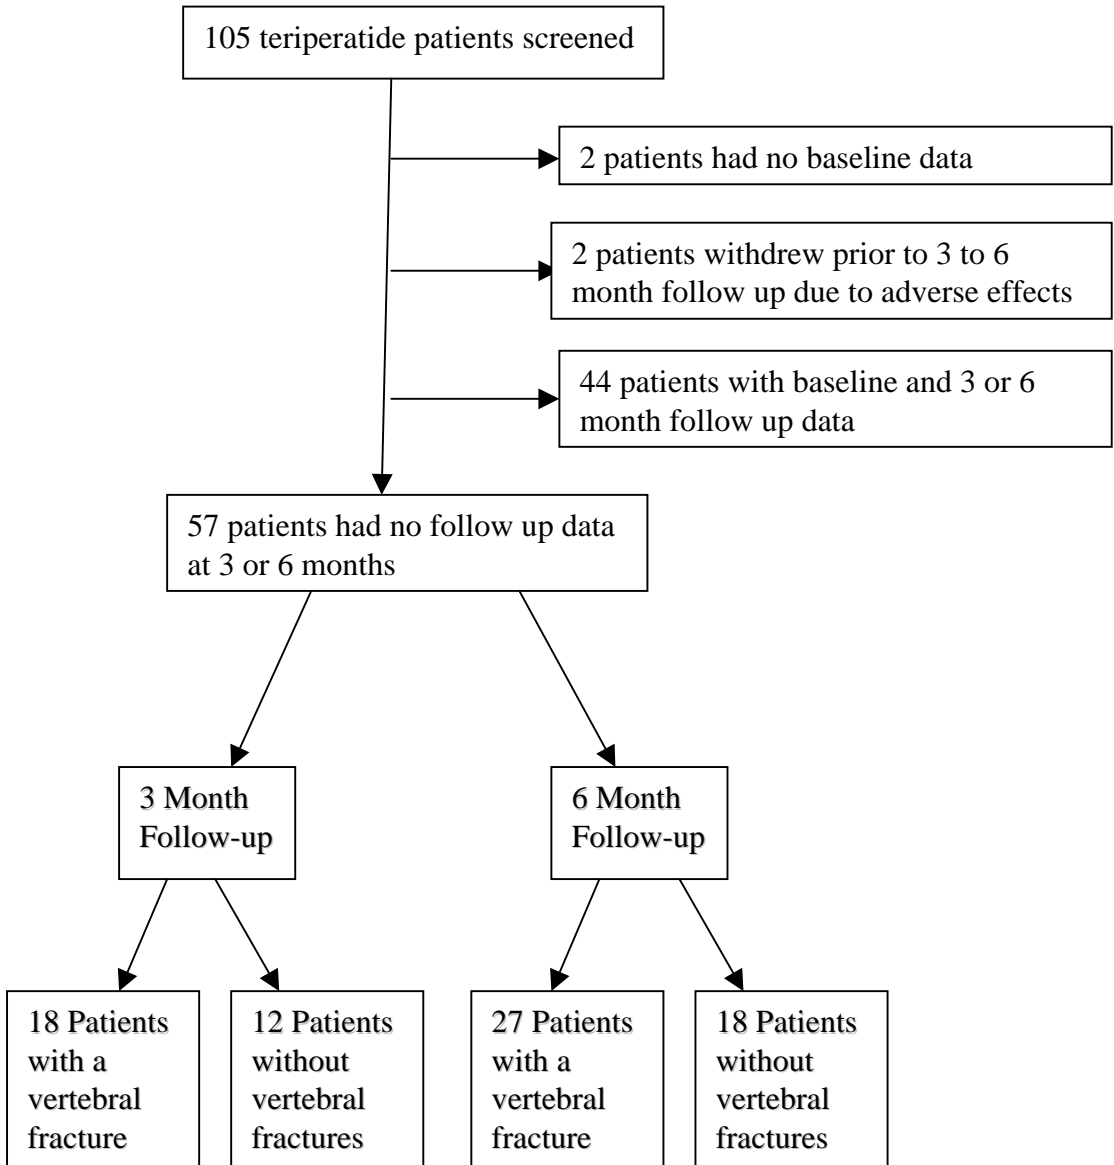 105 teriperatide patients screened
2 patients had no baseline data
2 patients withdrew prior to 3 to 6
month follow up due to adverse effects
44 patients with baseline and 3 or 6
month follow up data
57 patients had no follow up data
at 3 or 6 months
3 Month
Follow-up
6 Month
Follow-up
18 Patients
with a
vertebral
fracture
12 Patients
without
vertebral
fractures
27 Patients
with a
vertebral
fracture
18 Patients
without
vertebral
fractures